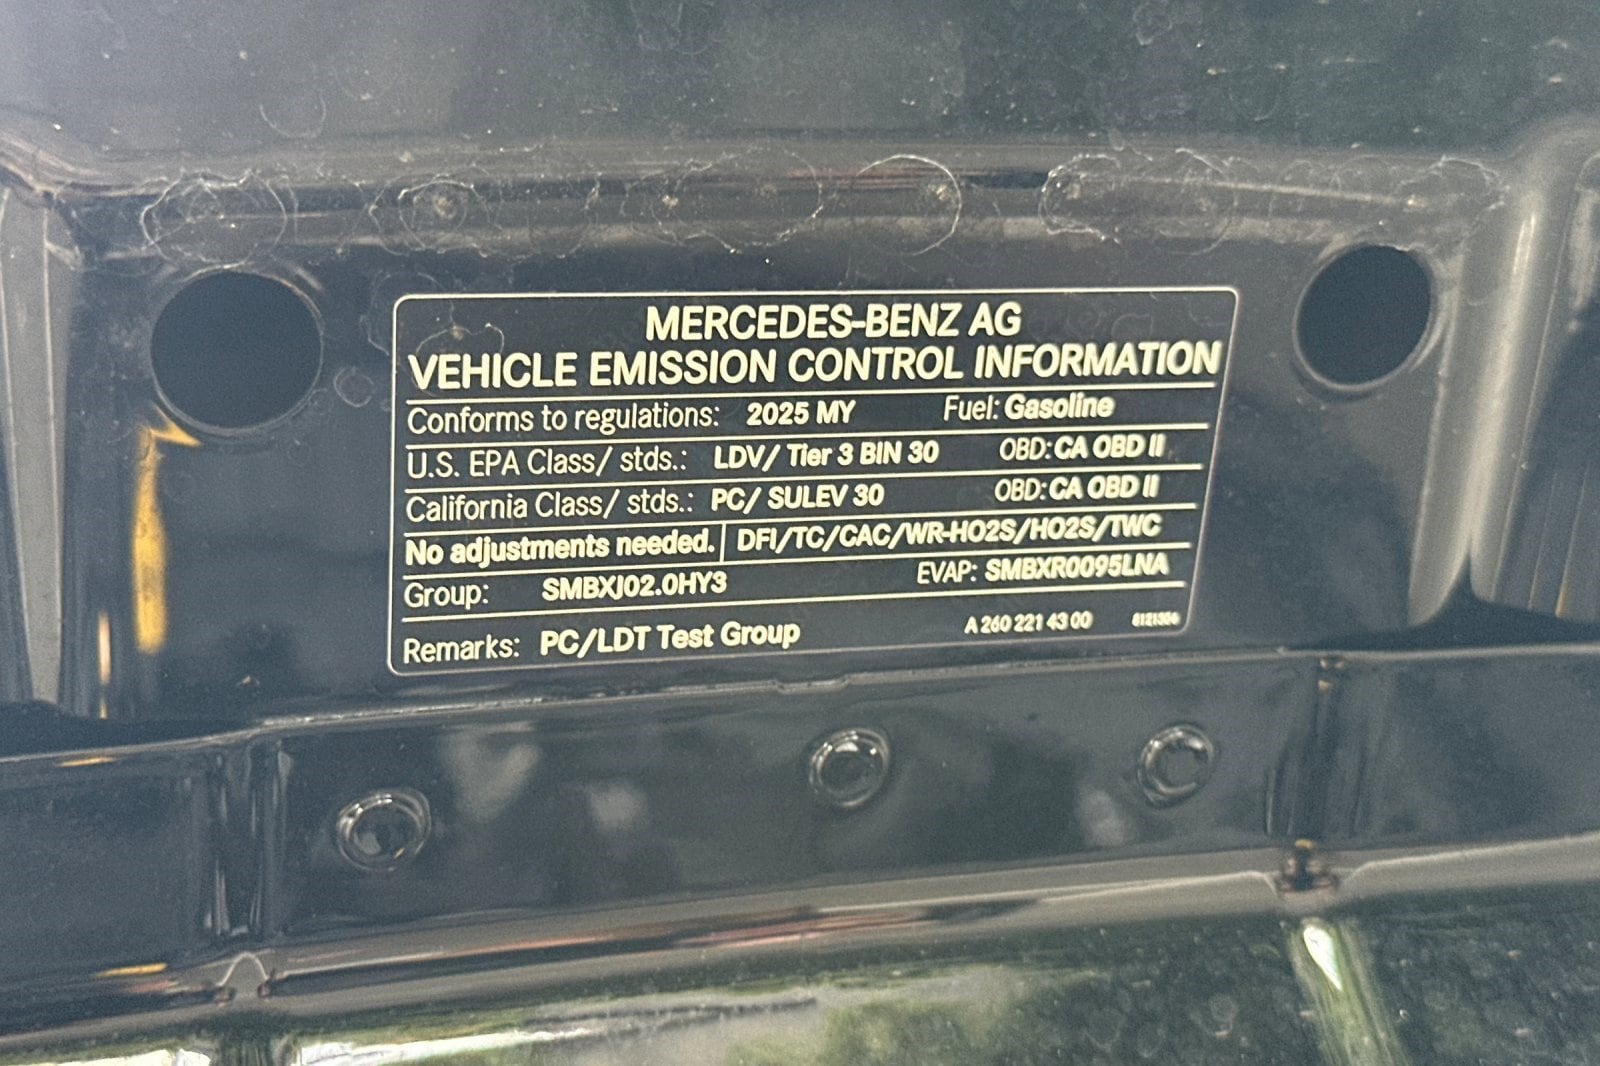 MERCEDES-BENZ AG
VEHICLE EMISSION CONTROL INFORMATION
Conforms to regulations: 2025 MY Fuel: Gasoline
U.S. EPA Class/ stds.: LDV/ Tier 3 BIN 30 OBD: CA OBD II
California Class/ stds.: PC/ SULEV 30 OBD: CA OBD II
No adjustments needed. DFI/TC/CAC/WR-HO2S/HO2S/TWC
Group: SMBXJ02.0HY3 EVAP: SMBXR0095LNA
Remarks: PC/LDT Test Group A 260 221 43 00